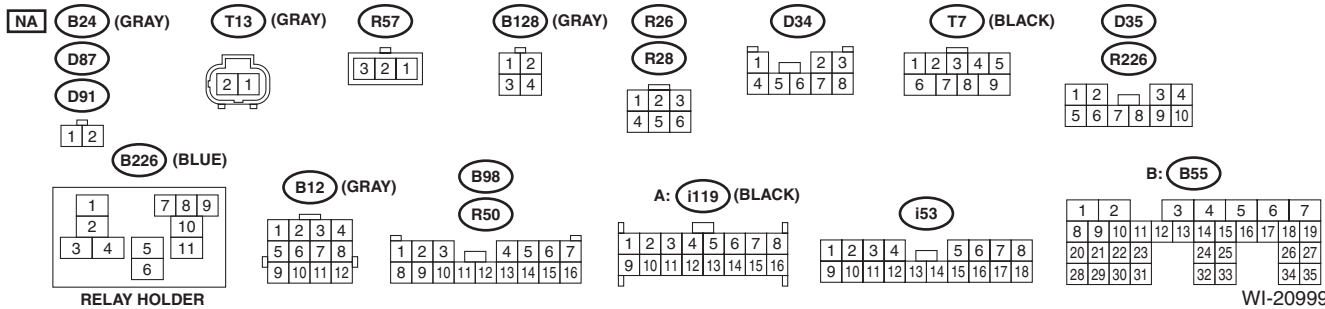 NA B24 (GRAY) T13 (GRAY) R57 B128 (GRAY) R26 D34 T7 (BLACK) D35
D87 R28 R226
D91
1 2
2 1
3 2 1
1 2
3 4
1 2 3
4 5 6
1 2 3
4 5 6 7 8
1 2 3 4 5
6 7 8 9
1 2 3 4
5 6 7 8 9 10
B226 (BLUE) B12 (GRAY) B98 A: i119 (BLACK) i53 B: B55
R50
1 7 8 9
2 10
3 4 5 11
6
RELAY HOLDER
1 2 3 4
5 6 7 8
9 10 11 12
1 2 3 4 5 6 7
8 9 10 11 12 13 14 15 16
1 2 3 4 5 6 7 8
9 10 11 12 13 14 15 16
1 2 3 4 5 6 7 8
9 10 11 12 13 14 15 16 17 18
1 2 3 4 5 6 7
8 9 10 11 12 13 14 15 16 17 18 19
20 21 22 23 24 25 26 27
28 29 30 31 32 33 34 35
WI-20999